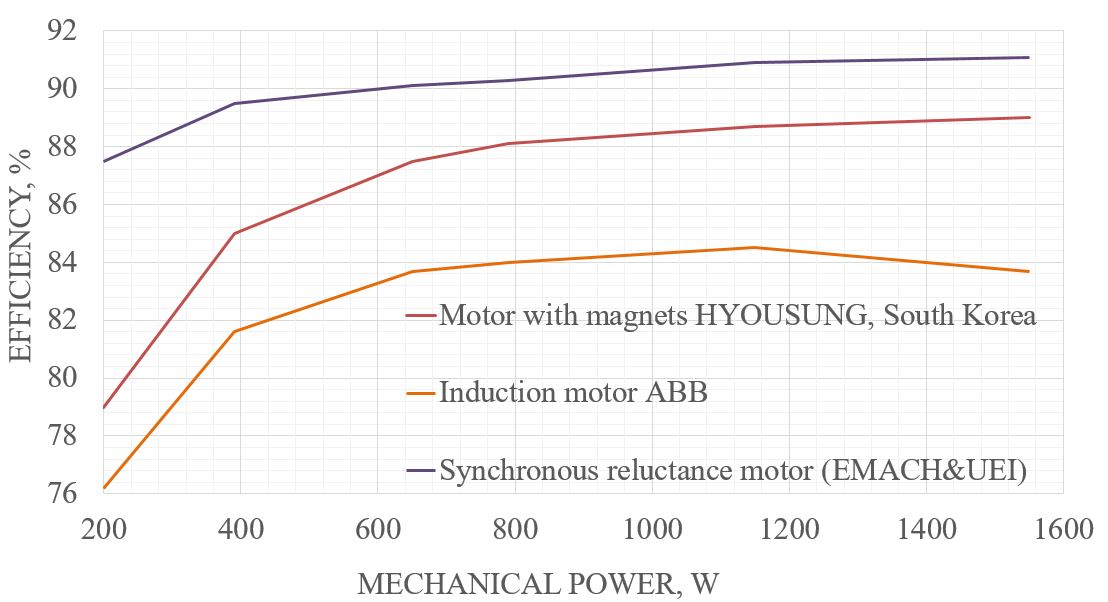 92
90
88
86
84
82
80
78
76
EFFICIENCY, %
Motor with magnets HYOUSUNG, South Korea
Induction motor ABB
Synchronous reluctance motor (EMACH&UEI)
200 400 600 800 1000 1200 1400 1600
MECHANICAL POWER, W